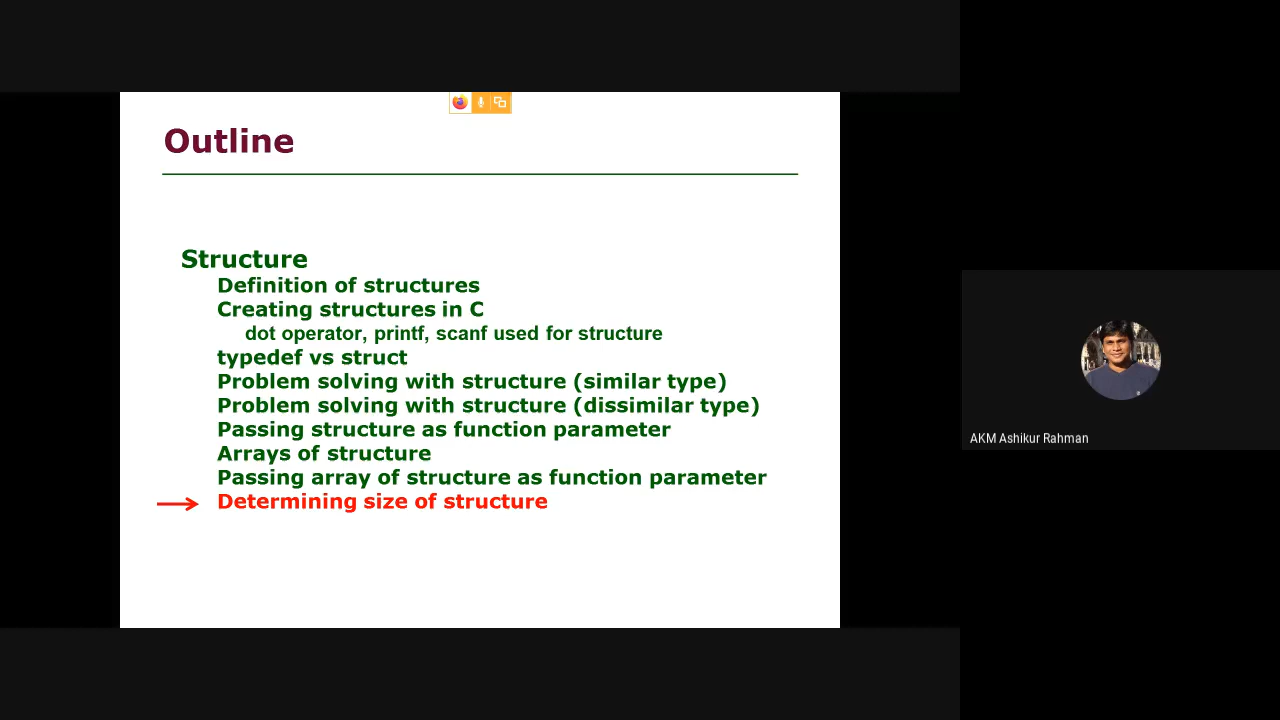 Outline
Structure
Definition of structures
Creating structures in C
dot operator, printf, scanf used for structure
typedef vs struct
Problem solving with structure (similar type)
Problem solving with structure (dissimilar type)
Passing structure as function parameter
Arrays of structure
Passing array of structure as function parameter
Determining size of structure
AKM Ashikur Rahman